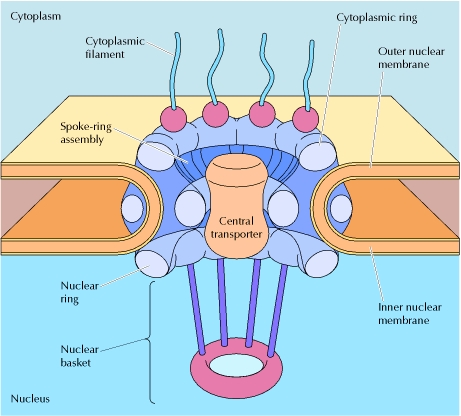 Cytoplasm
Cytoplasmic ring
Cytoplasmic
filament
Outer nuclear
membrane
Spoke-ring
assembly
Central
transporter
Nuclear
ring
Inner nuclear
membrane
Nuclear
basket
Nucleus